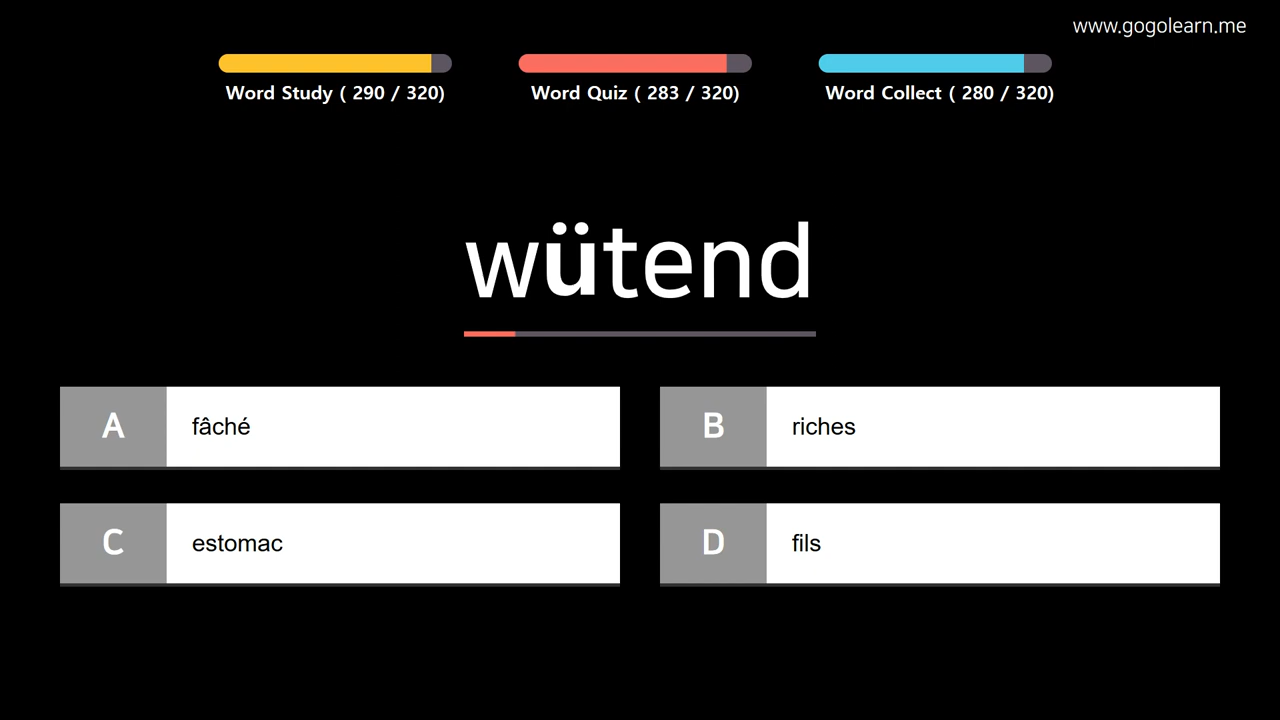 www.gogolearn.me
Word Study ( 290 / 320)
Word Quiz ( 283 / 320)
Word Collect ( 280 / 320)
wütend
A fâché
B riches
C estomac
D fils